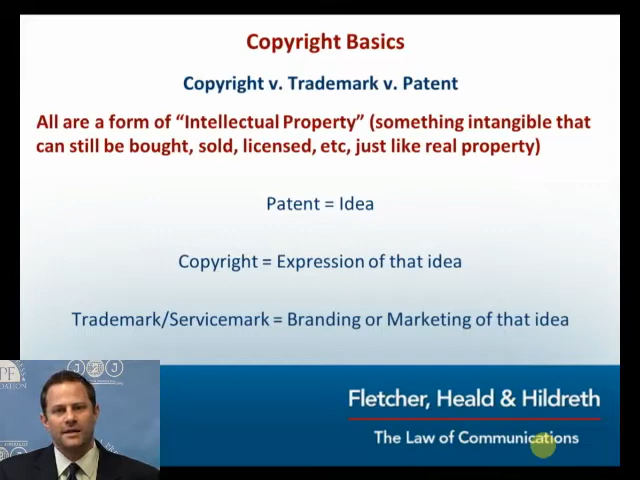 Copyright Basics
Copyright v. Trademark v. Patent
All are a form of “Intellectual Property” (something intangible that
can still be bought, sold, licensed, etc, just like real property)
Patent = Idea
Copyright = Expression of that idea
Trademark/Servicemark = Branding or Marketing of that idea
Fletcher, Heald & Hildreth
The Law of Communications